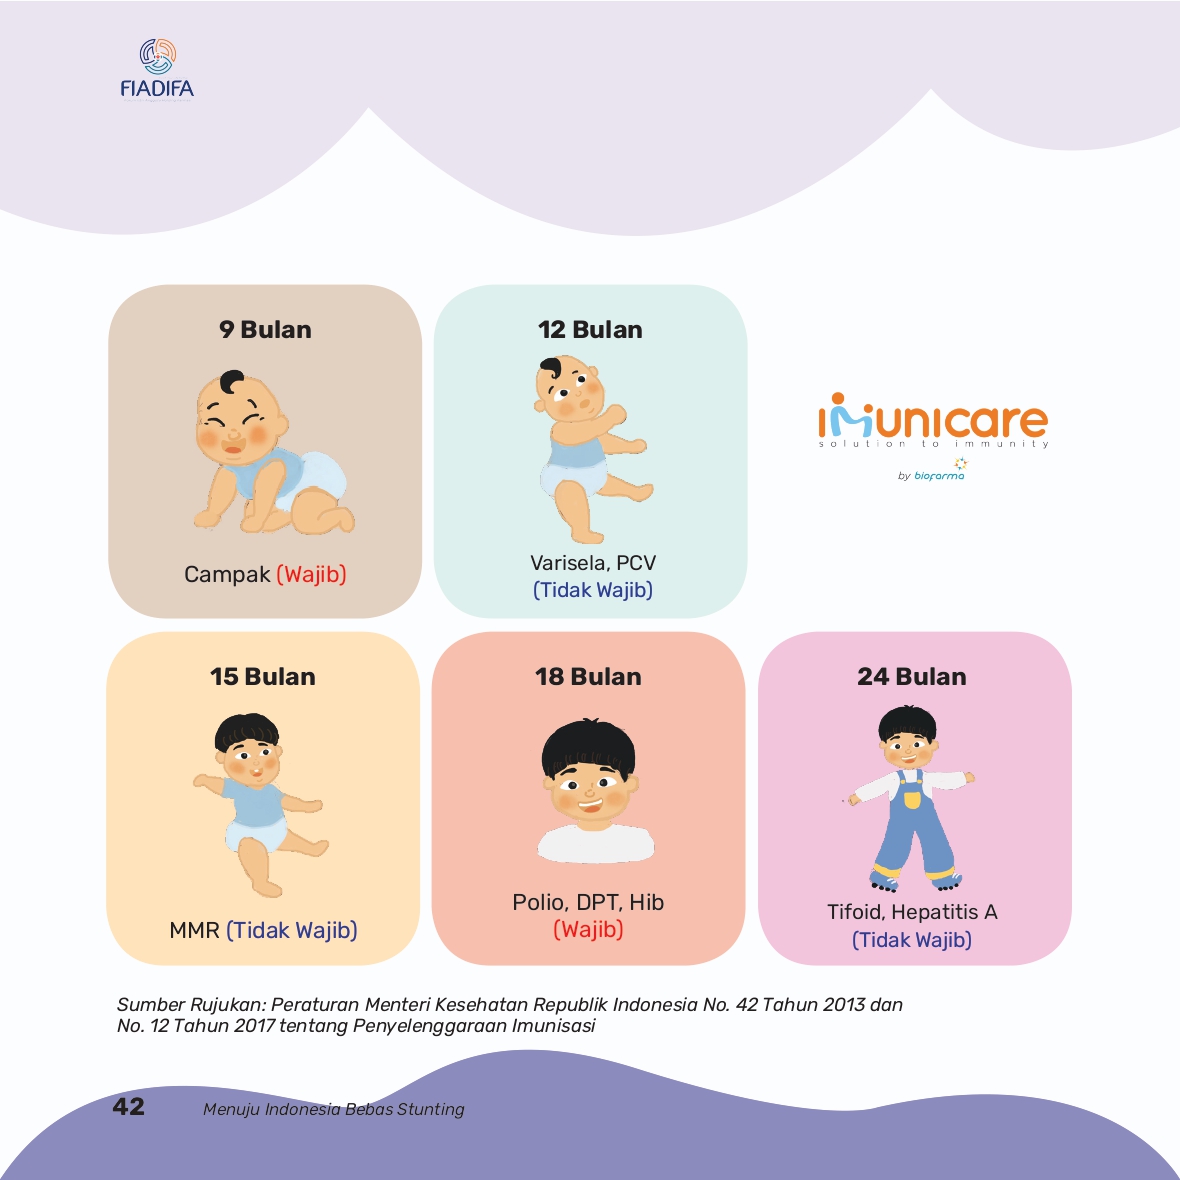 FIADIFA
9 Bulan
Campak (Wajib)
12 Bulan
Varisela, PCV
(Tidak Wajib)
imunicare
solution to immunity
by biofarma
15 Bulan
MMR (Tidak Wajib)
18 Bulan
Polio, DPT, Hib
(Wajib)
24 Bulan
Tifoid, Hepatitis A
(Tidak Wajib)
Sumber Rujukan: Peraturan Menteri Kesehatan Republik Indonesia No. 42 Tahun 2013 dan
No. 12 Tahun 2017 tentang Penyelenggaraan Imunisasi
42 Menuju Indonesia Bebas Stunting